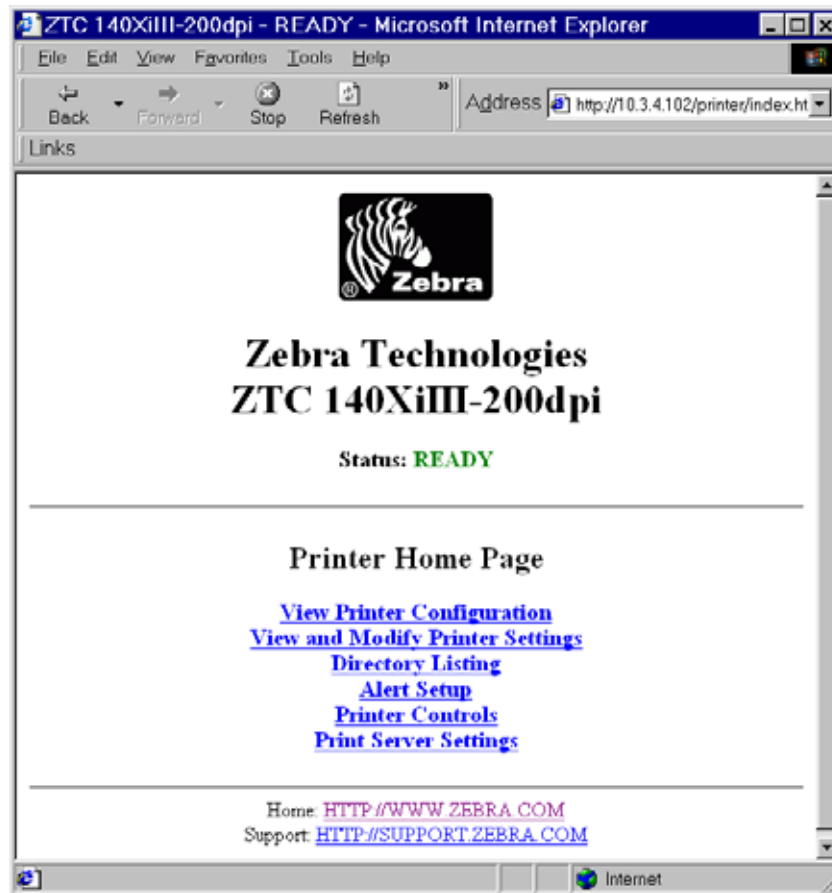 ZTC 140XiIII-200dpi - READY - Microsoft Internet Explorer
File Edit View Favorites Tools Help
Back Forward Stop Refresh » Address http://10.3.4.102/printer/index.ht
Links
® Zebra
Zebra Technologies
ZTC 140XiIII-200dpi
Status: READY
Printer Home Page
View Printer Configuration
View and Modify Printer Settings
Directory Listing
Alert Setup
Printer Controls
Print Server Settings
Home: HTTP://WWW.ZEBRA.COM
Support: HTTP://SUPPORT.ZEBRA.COM
Internet